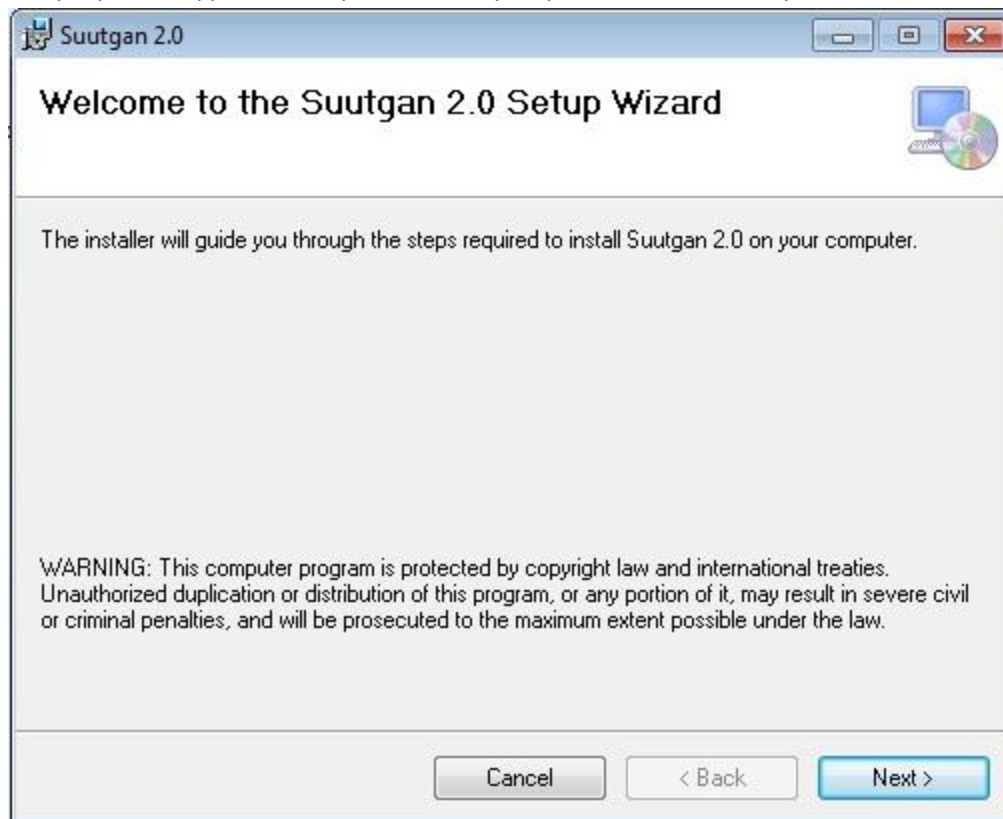 Suutgan 2.0
Welcome to the Suutgan 2.0 Setup Wizard
The installer will guide you through the steps required to install Suutgan 2.0 on your computer.
WARNING: This computer program is protected by copyright law and international treaties.
Unauthorized duplication or distribution of this program, or any portion of it, may result in severe civil
or criminal penalties, and will be prosecuted to the maximum extent possible under the law.
Cancel
< Back
Next >